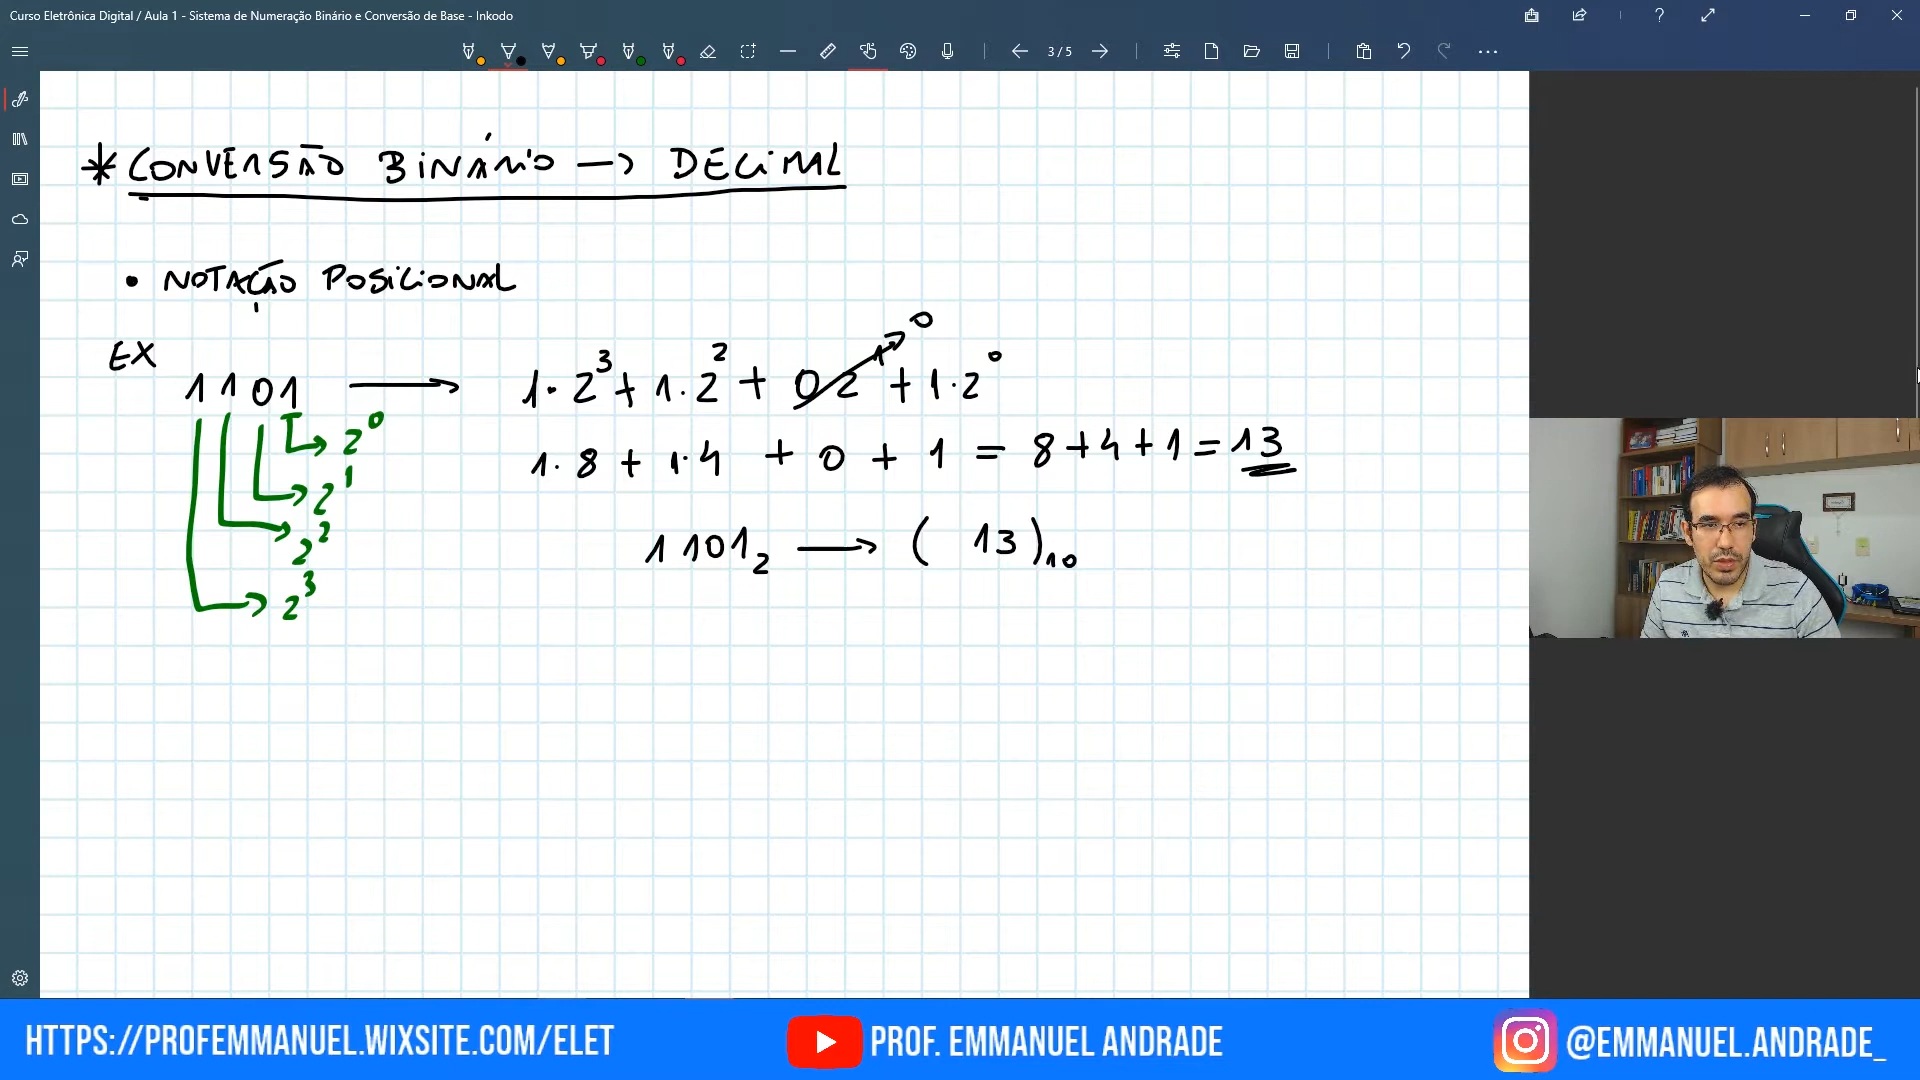 Curso Eletrônica Digital / Aula 1 - Sistema de Numeração Binário e Conversão de Base - Inkodo
3 / 5
* CONVERSÃO BINÁRIO → DECIMAL
• NOTAÇÃO POSICIONAL
EX
1101 → 1·2³ + 1·2² + 0 2¹ + 1·2⁰
0
2⁰
1·8 + 1·4 + 0 + 1 = 8+4+1 = 13
2¹
2²
1101₂ → ( 13 )₁₀
2³
HTTPS://PROFEMMANUEL.WIXSITE.COM/ELET
PROF. EMMANUEL ANDRADE
@EMMANUEL.ANDRADE_